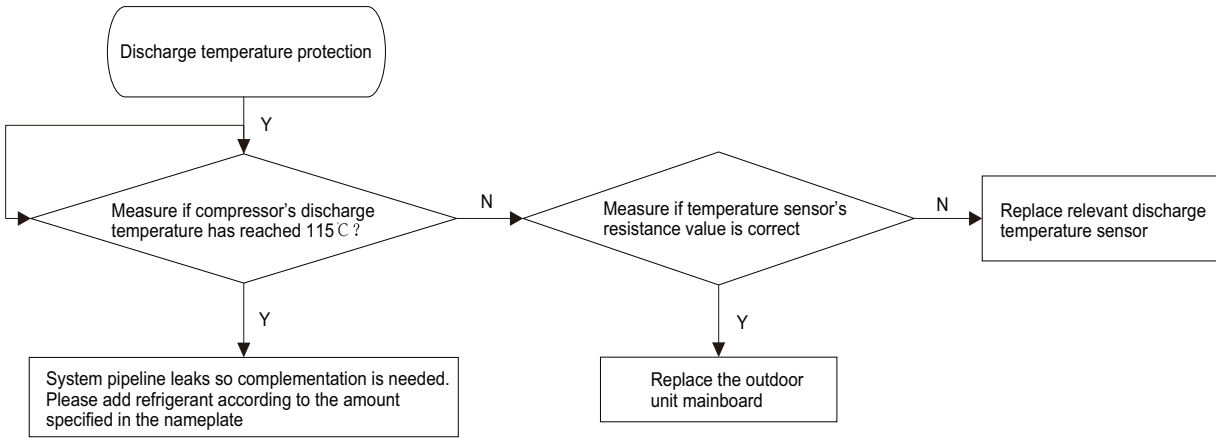 Discharge temperature protection
Y
Measure if compressor's discharge
temperature has reached 115℃?
N
Measure if temperature sensor's
resistance value is correct
N
Replace relevant discharge
temperature sensor
Y
System pipeline leaks so complementation is needed.
Please add refrigerant according to the amount
specified in the nameplate
Y
Replace the outdoor
unit mainboard